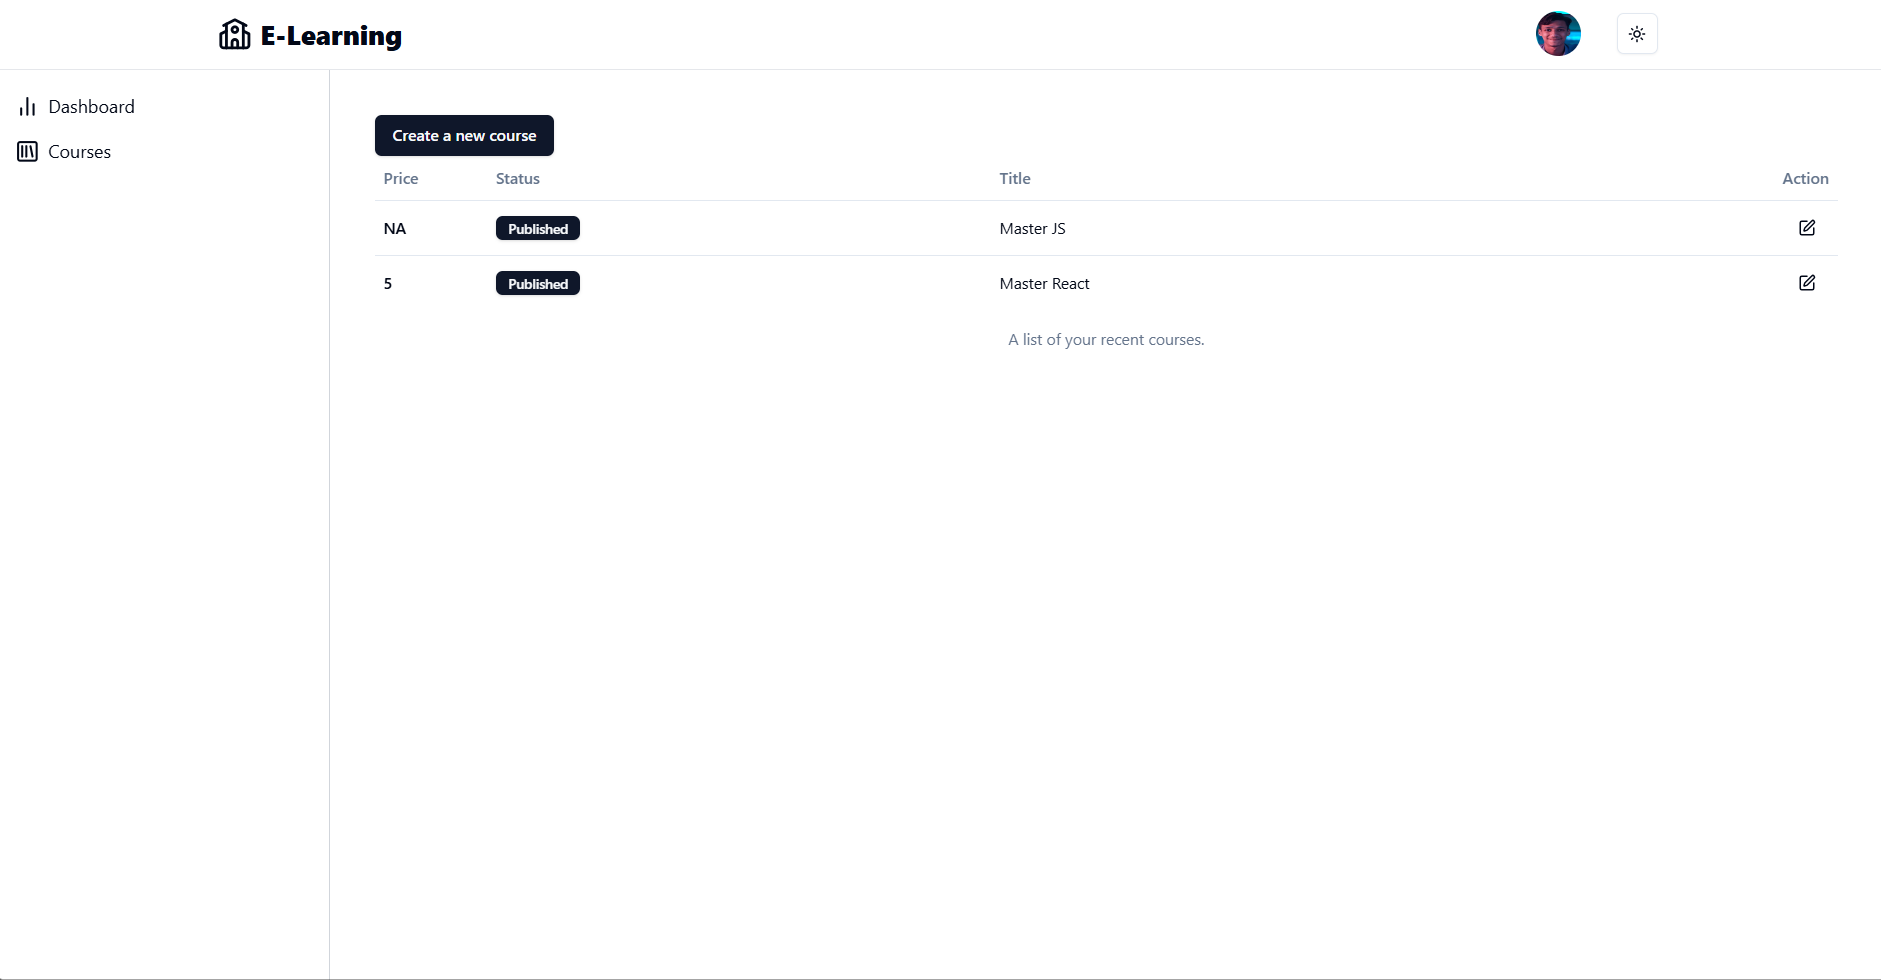 E-Learning
Dashboard
Courses
Create a new course
Price Status Title Action
NA Published Master JS
5 Published Master React
A list of your recent courses.